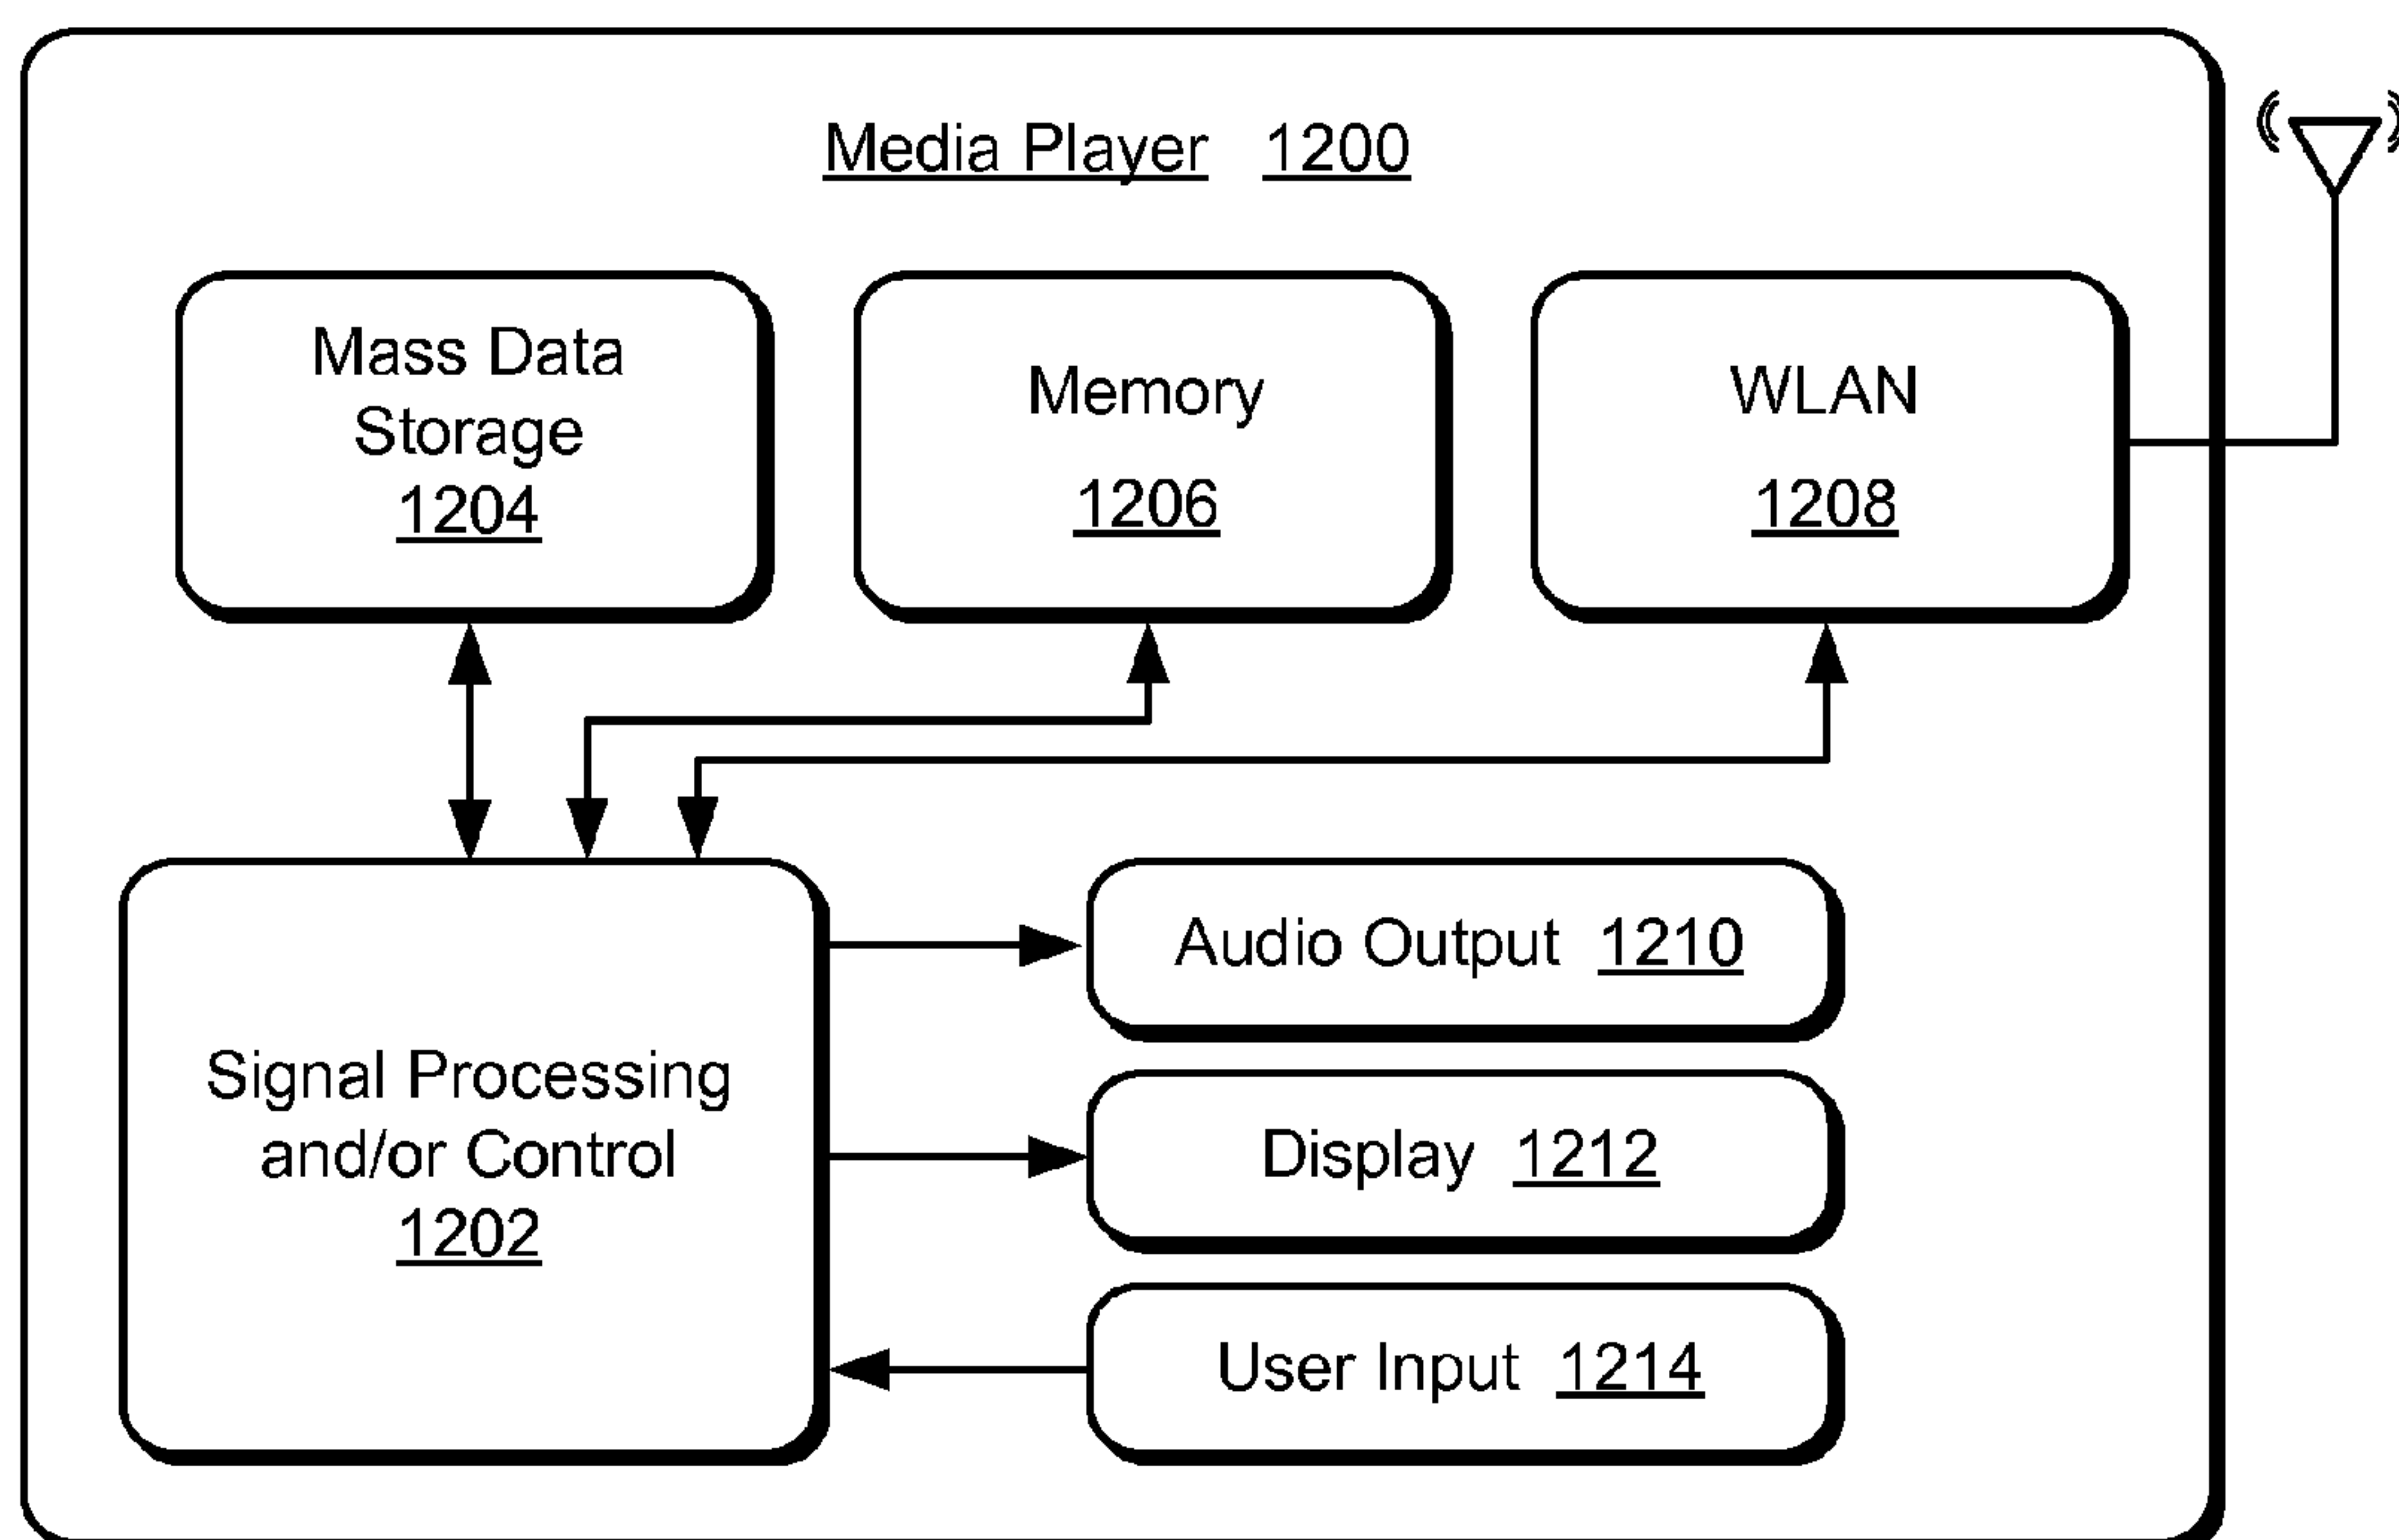 Media Player 1200
Mass Data
Storage
1204
Memory
1206
WLAN
1208
Signal Processing
and/or Control
1202
Audio Output 1210
Display 1212
User Input 1214